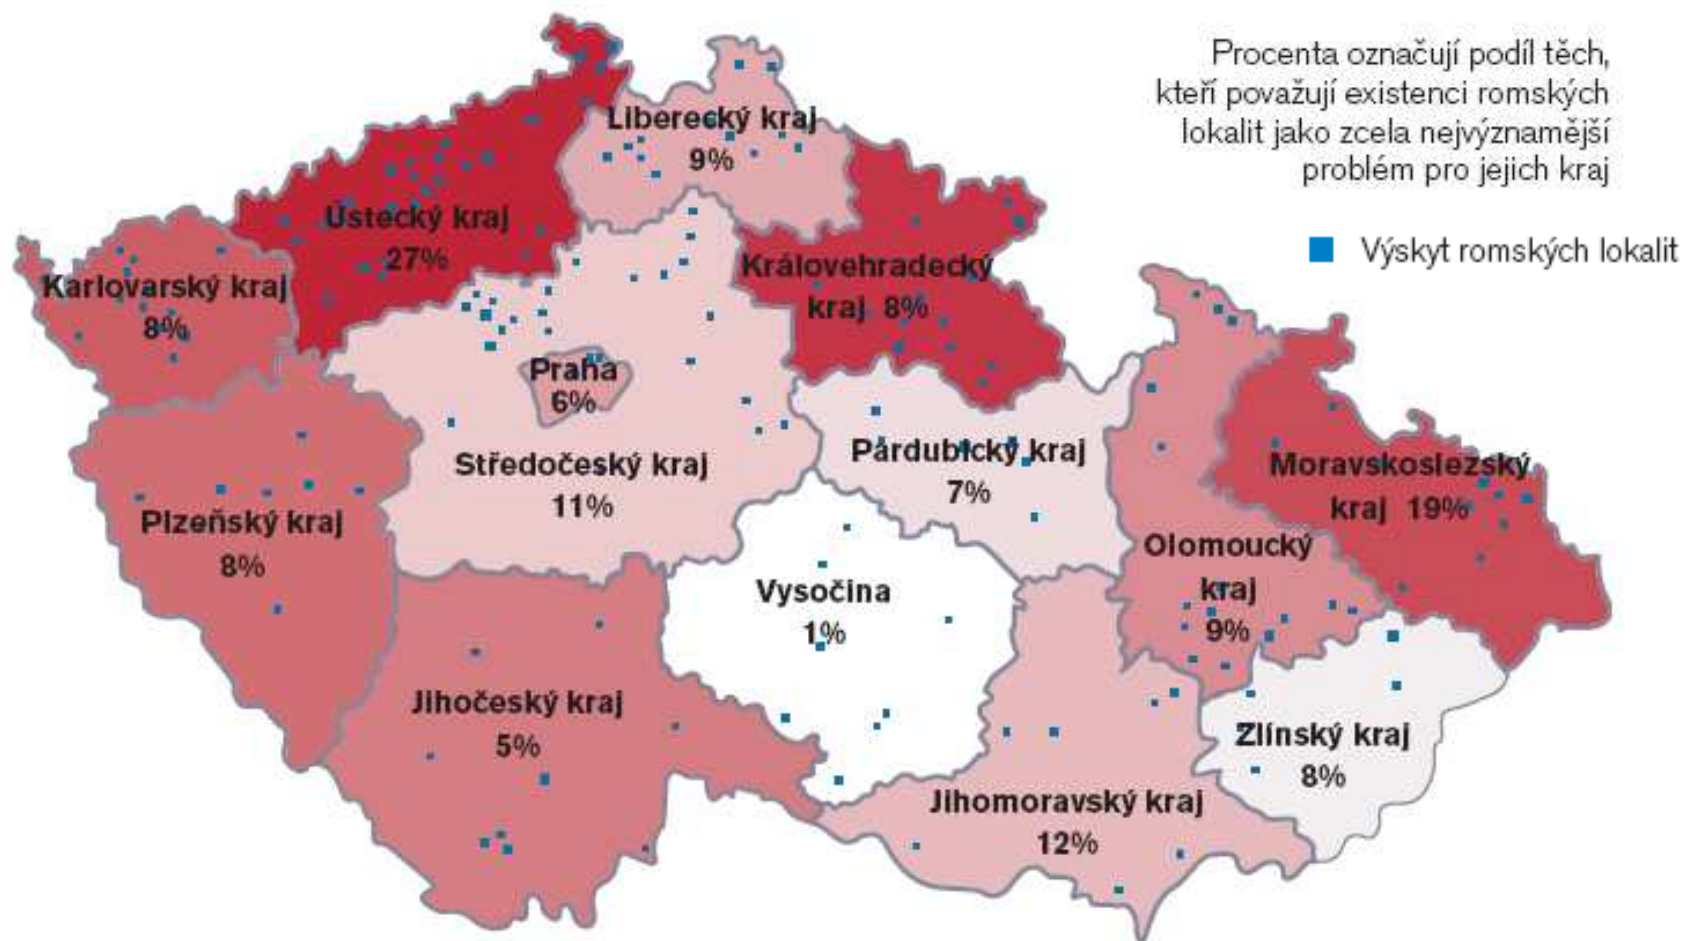 Procenta označují podíl těch,
kteří považují existenci romských
lokalit jako zcela nejvýznamější
problém pro jejich kraj
Výskyt romských lokalit
Liberecký kraj
9%
Ústecký kraj
27%
Karlovarský kraj
8%
Královehradecký
kraj 8%
Praha
6%
Středočeský kraj
11%
Pardubický kraj
7%
Moravskoslezský
kraj 19%
Plzeňský kraj
8%
Olomoucký
kraj
9%
Vysočina
1%
Jihočeský kraj
5%
Zlínský kraj
8%
Jihomoravský kraj
12%